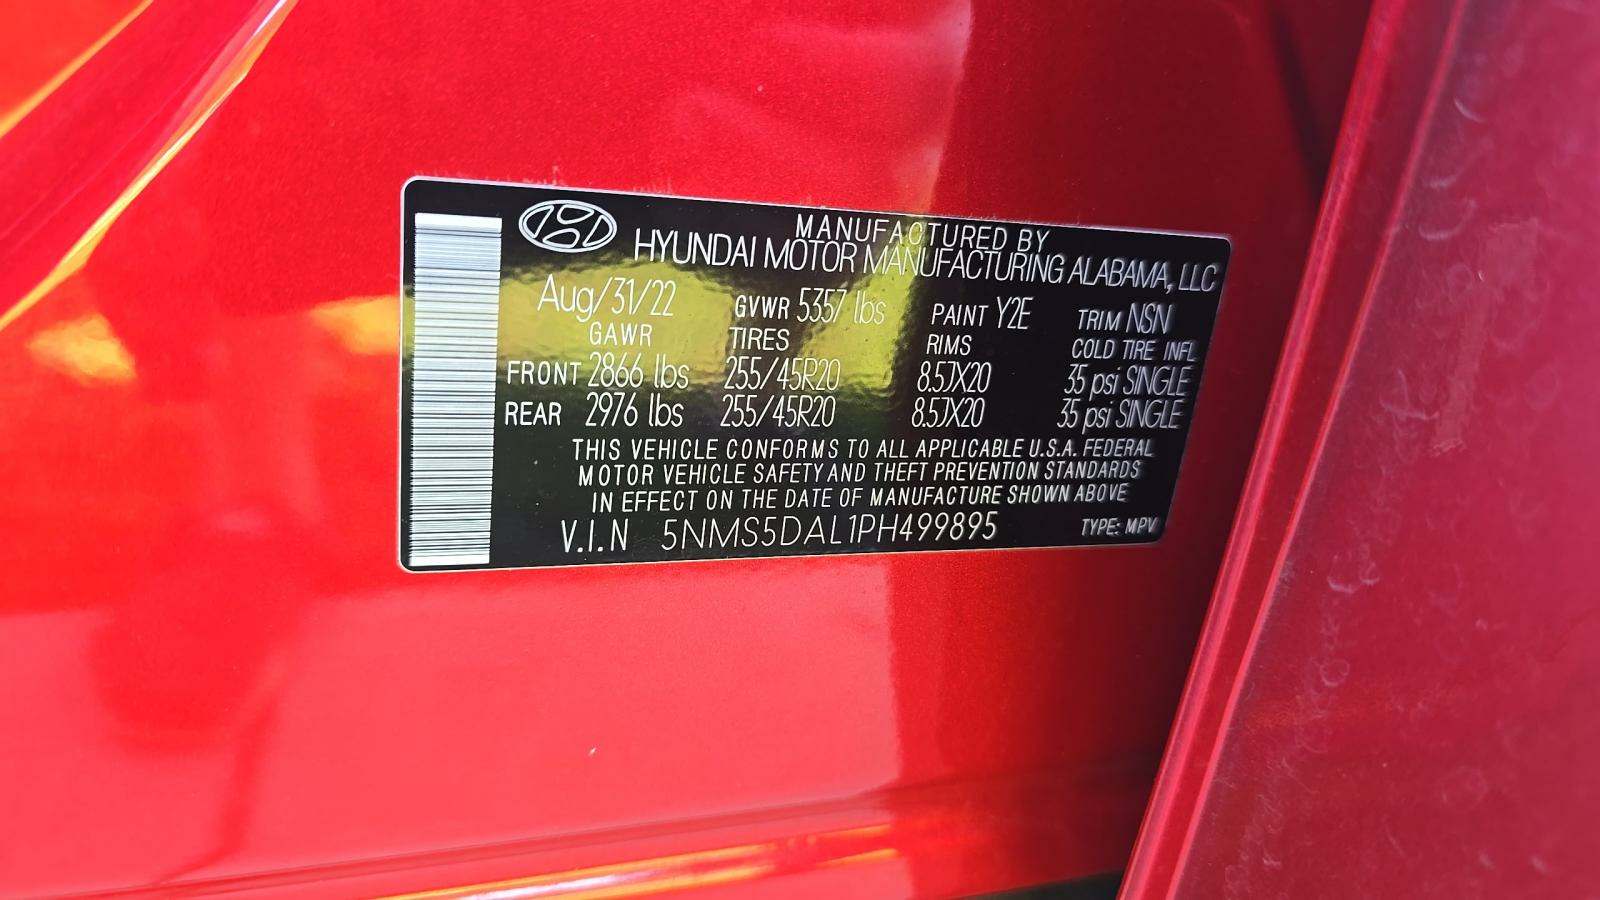 MANUFACTURED BY
HYUNDAI MOTOR MANUFACTURING ALABAMA, LLC
Aug/31/22 GVWR 5357 lbs PAINT Y2E TRIM NSN
GAWR TIRES RIMS COLD TIRE INFL
FRONT 2866 lbs 255/45R20 8.5JX20 35 psi SINGLE
REAR 2976 lbs 255/45R20 8.5JX20 35 psi SINGLE
THIS VEHICLE CONFORMS TO ALL APPLICABLE U.S.A. FEDERAL
MOTOR VEHICLE SAFETY AND THEFT PREVENTION STANDARDS
IN EFFECT ON THE DATE OF MANUFACTURE SHOWN ABOVE
V.I.N 5NMS5DAL1PH499895 TYPE: MPV